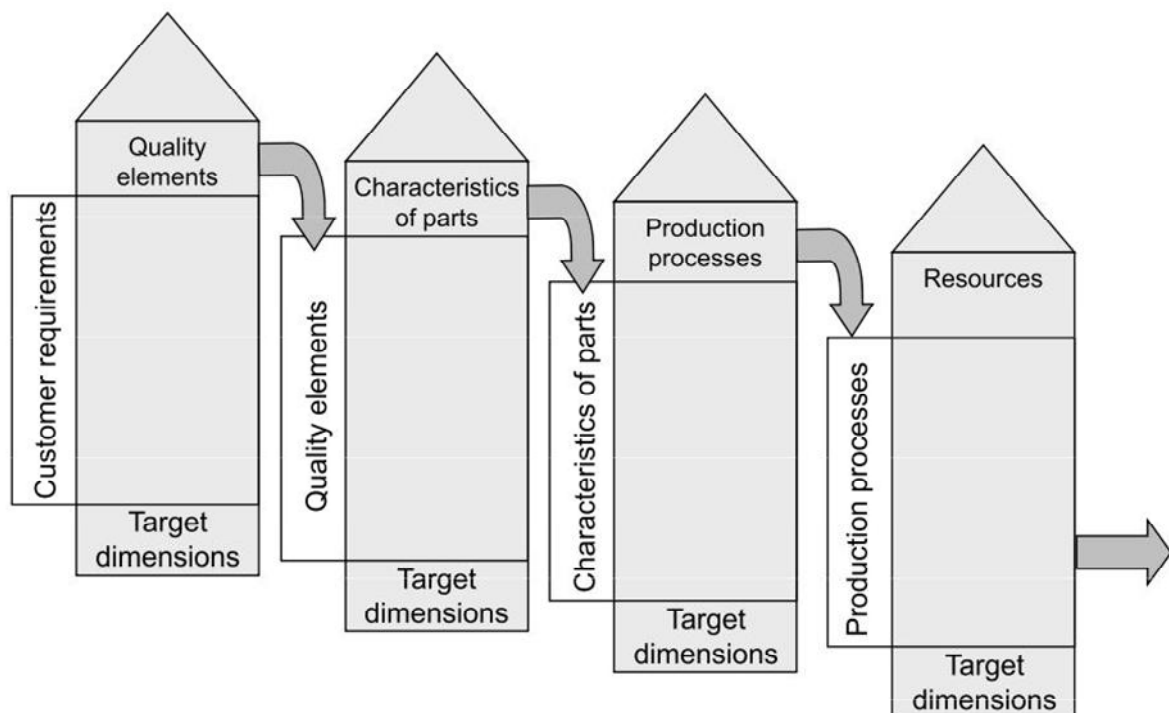 Quality
elements
Customer requirements
Target
dimensions
Characteristics
of parts
Quality elements
Target
dimensions
Production
processes
Characteristics of parts
Target
dimensions
Resources
Production processes
Target
dimensions